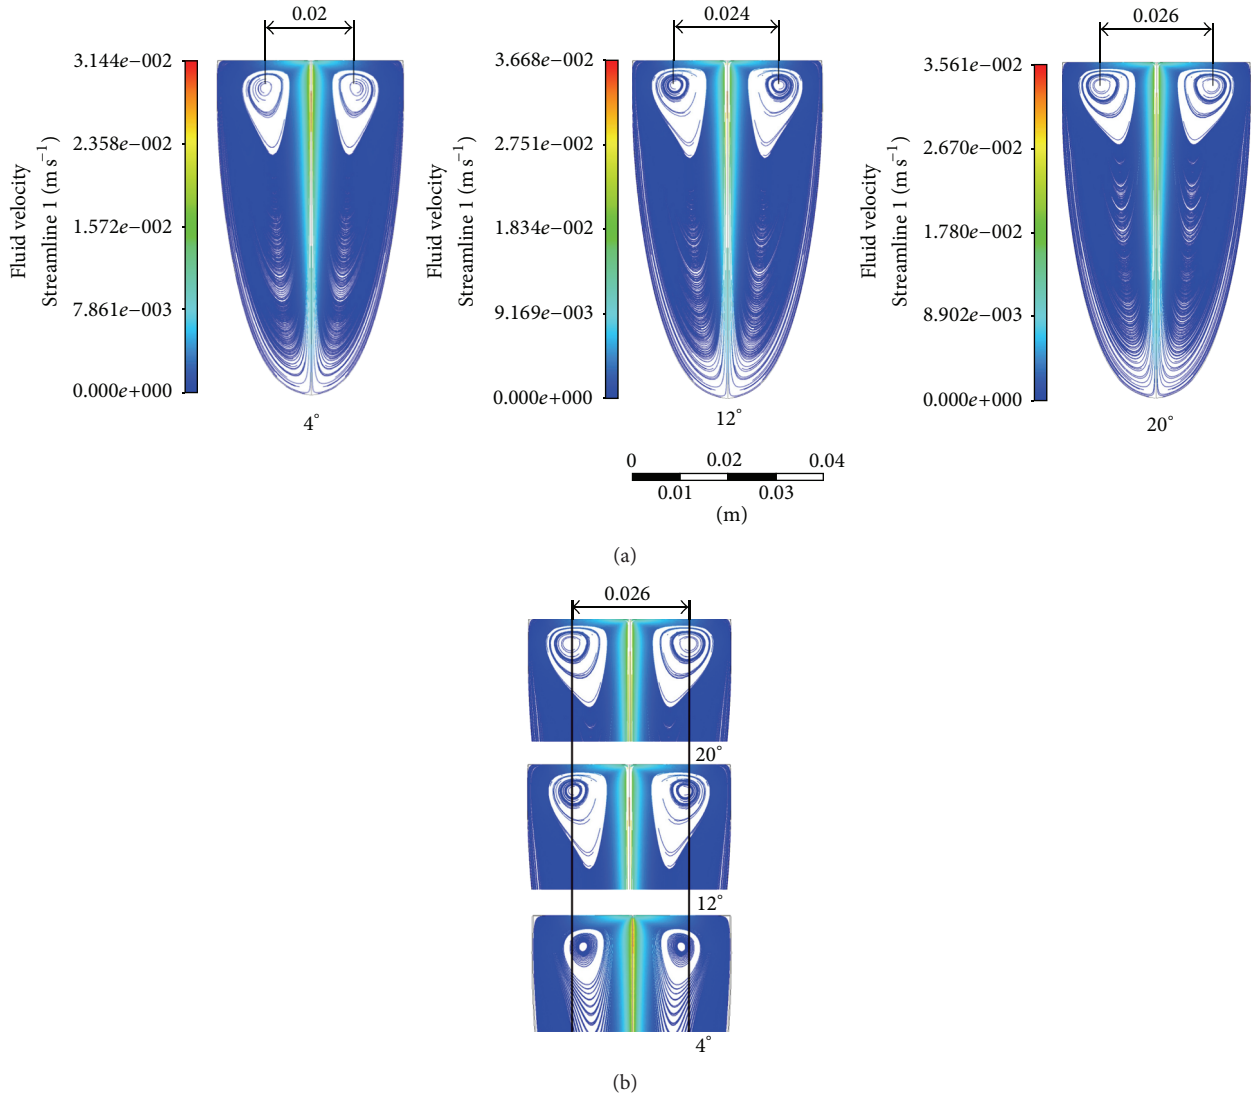 0.02
3.144e−002
2.358e−002
1.572e−002
7.861e−003
0.000e+000
Fluid velocity
Streamline 1 (m s⁻¹)
4°
0.024
3.668e−002
2.751e−002
1.834e−002
9.169e−003
0.000e+000
Fluid velocity
Streamline 1 (m s⁻¹)
12°
0.026
3.561e−002
2.670e−002
1.780e−002
8.902e−003
0.000e+000
Fluid velocity
Streamline 1 (m s⁻¹)
20°
0 0.02 0.04
0.01 0.03
(m)
(a)
0.026
20°
12°
4°
(b)